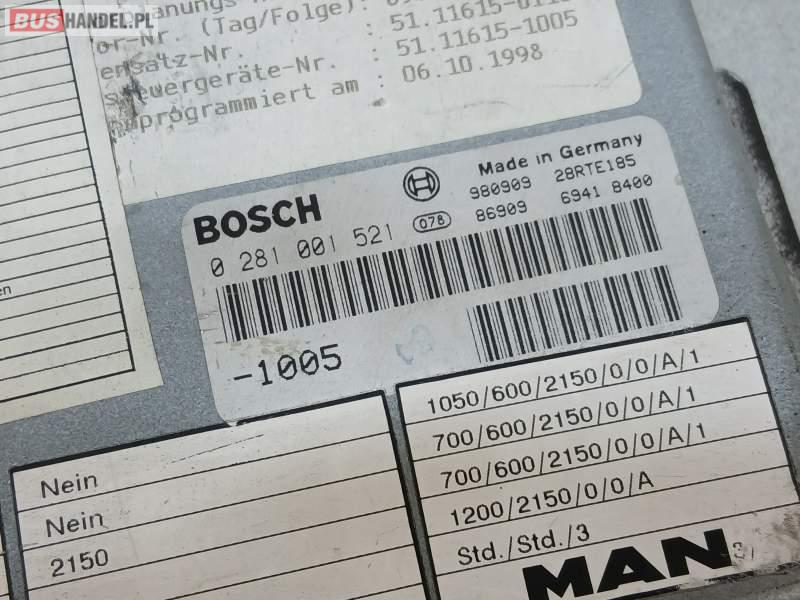 BUSHANDEL.PL
or-Nr. (Tag/Folge):
ensatz-Nr. : 51.11615-
steuergeräte-Nr. : 51.11615-1005
programmiert am : 06.10.1998
BOSCH
Made in Germany
980909 28RTE185
0 281 001 521 078 86909 6941 8400
-1005
Nein
Nein
2150
1050/600/2150/0/0/A/1
700/600/2150/0/0/A/1
700/600/2150/0/0/A/1
1200/2150/0/0/A
Std./Std./3
MAN